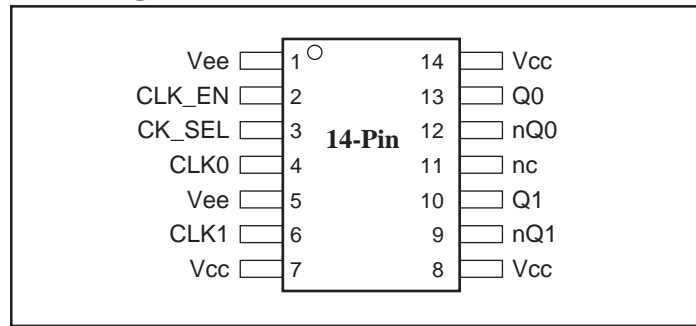 Vee 1 14 Vcc
CLK_EN 2 13 Q0
CK_SEL 3 12 nQ0
14-Pin
CLK0 4 11 nc
Vee 5 10 Q1
CLK1 6 9 nQ1
Vcc 7 8 Vcc